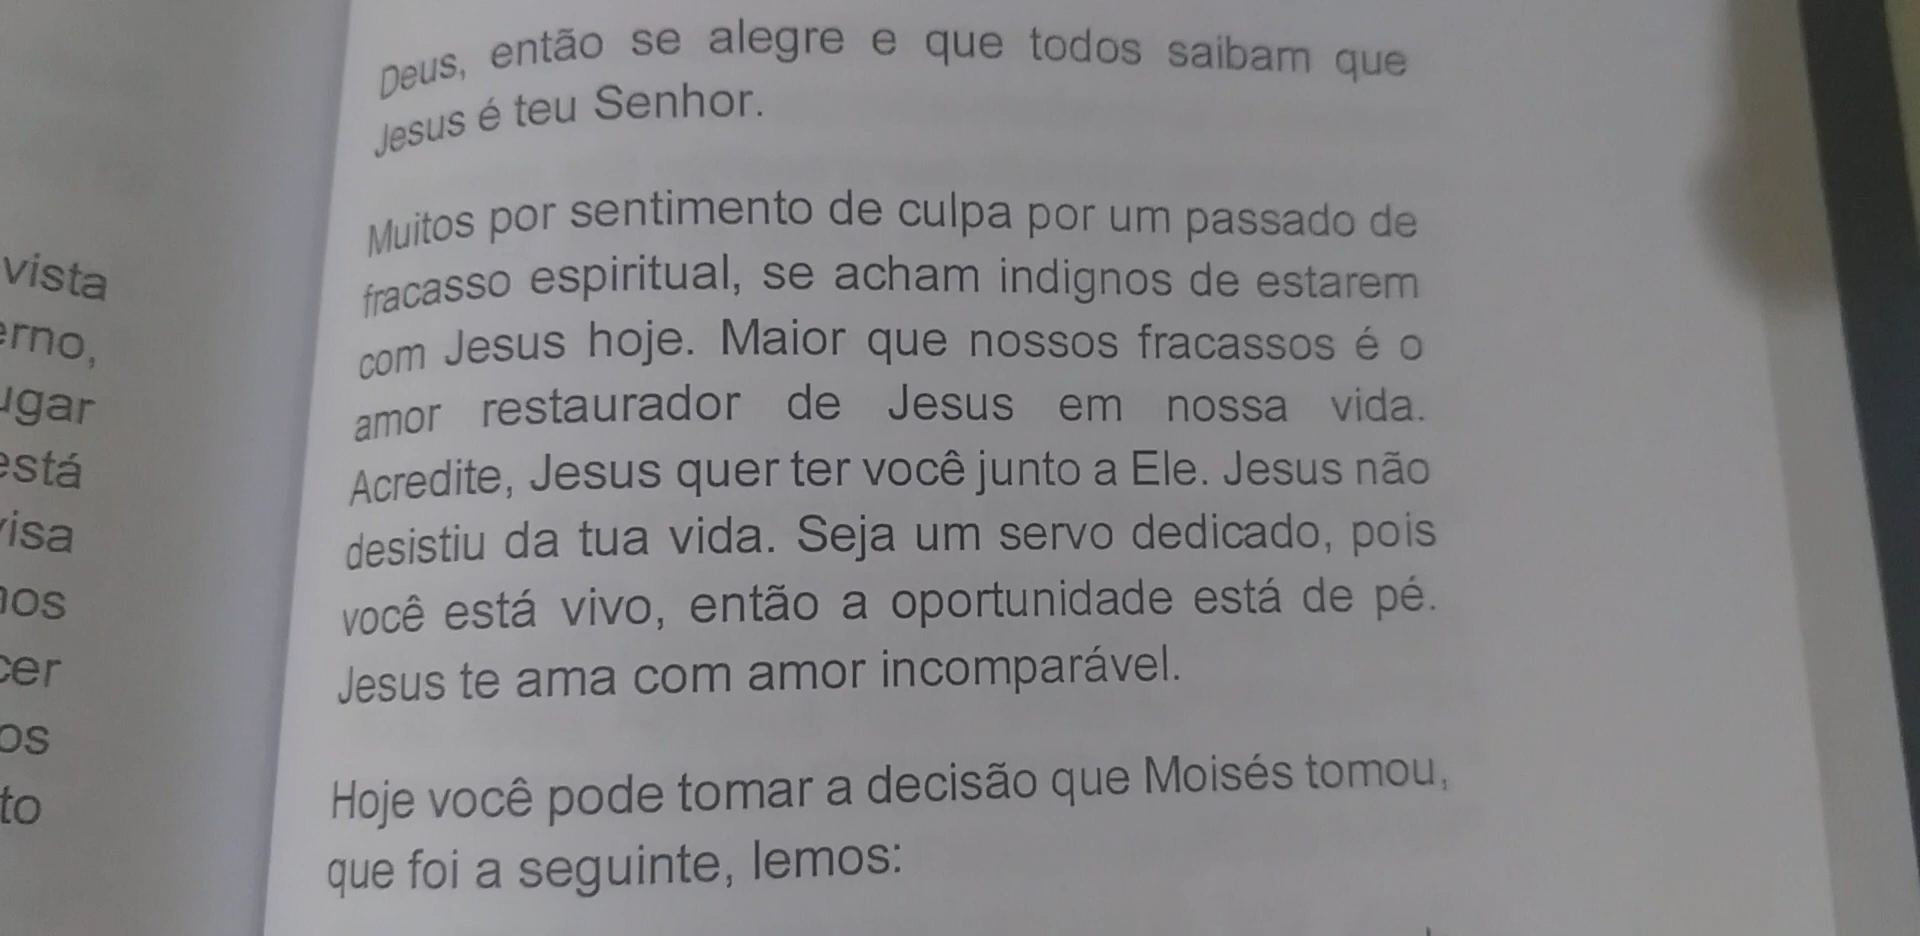 vista
está
Deus, então se alegre e que todos saibam que
Jesus é teu Senhor.
Muitos por sentimento de culpa por um passado de
fracasso espiritual, se acham indignos de estarem
com Jesus hoje. Maior que nossos fracassos é o
amor restaurador de Jesus em nossa vida.
Acredite, Jesus quer ter você junto a Ele. Jesus não
desistiu da tua vida. Seja um servo dedicado, pois
você está vivo, então a oportunidade está de pé.
Jesus te ama com amor incomparável.
Hoje você pode tomar a decisão que Moisés tomou,
que foi a seguinte, lemos: